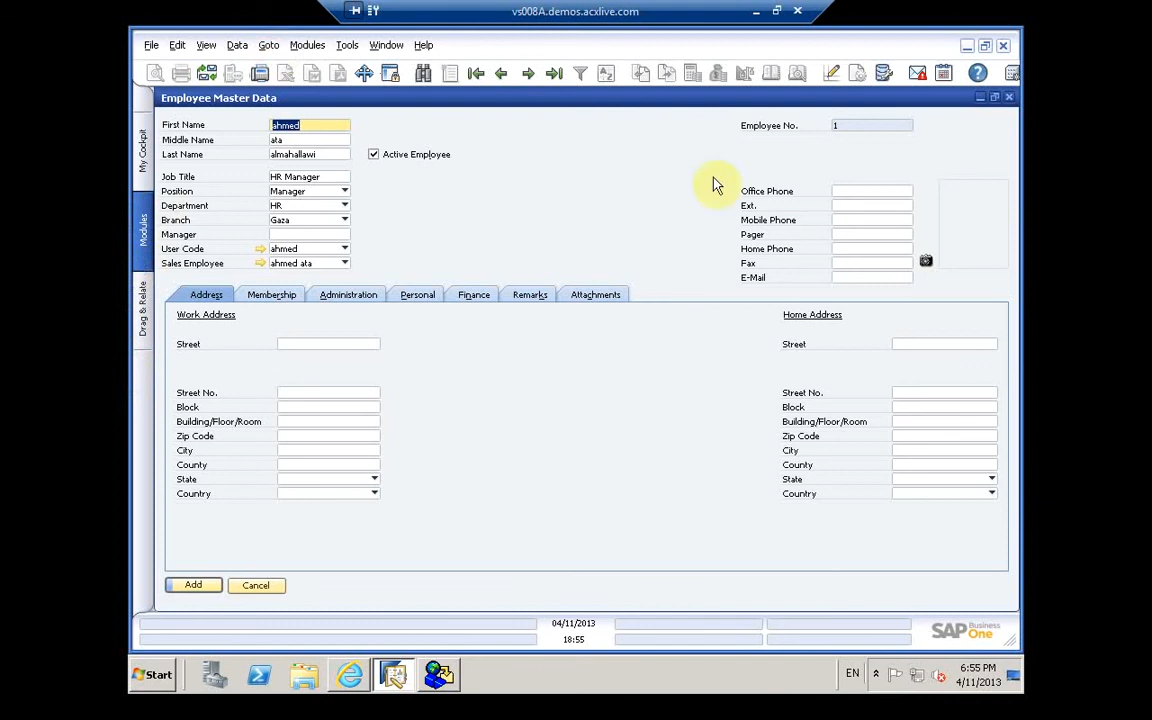 vs008A.demos.acxlive.com
File Edit View Data Goto Modules Tools Window Help
Employee Master Data
My Cockpit
Modules
Drag & Relate
First Name ahmed
Middle Name ata
Last Name almahallawi
Active Employee
Job Title HR Manager
Position Manager
Department HR
Branch Gaza
Manager
User Code ahmed
Sales Employee ahmed ata
Employee No. 1
Office Phone
Ext.
Mobile Phone
Pager
Home Phone
Fax
E-Mail
Address Membership Administration Personal Finance Remarks Attachments
Work Address
Street
Street No.
Block
Building/Floor/Room
Zip Code
City
County
State
Country
Home Address
Street
Street No.
Block
Building/Floor/Room
Zip Code
City
County
State
Country
Add Cancel
04/11/2013
18:55
SAP Business One
Start
EN
6:55 PM
4/11/2013